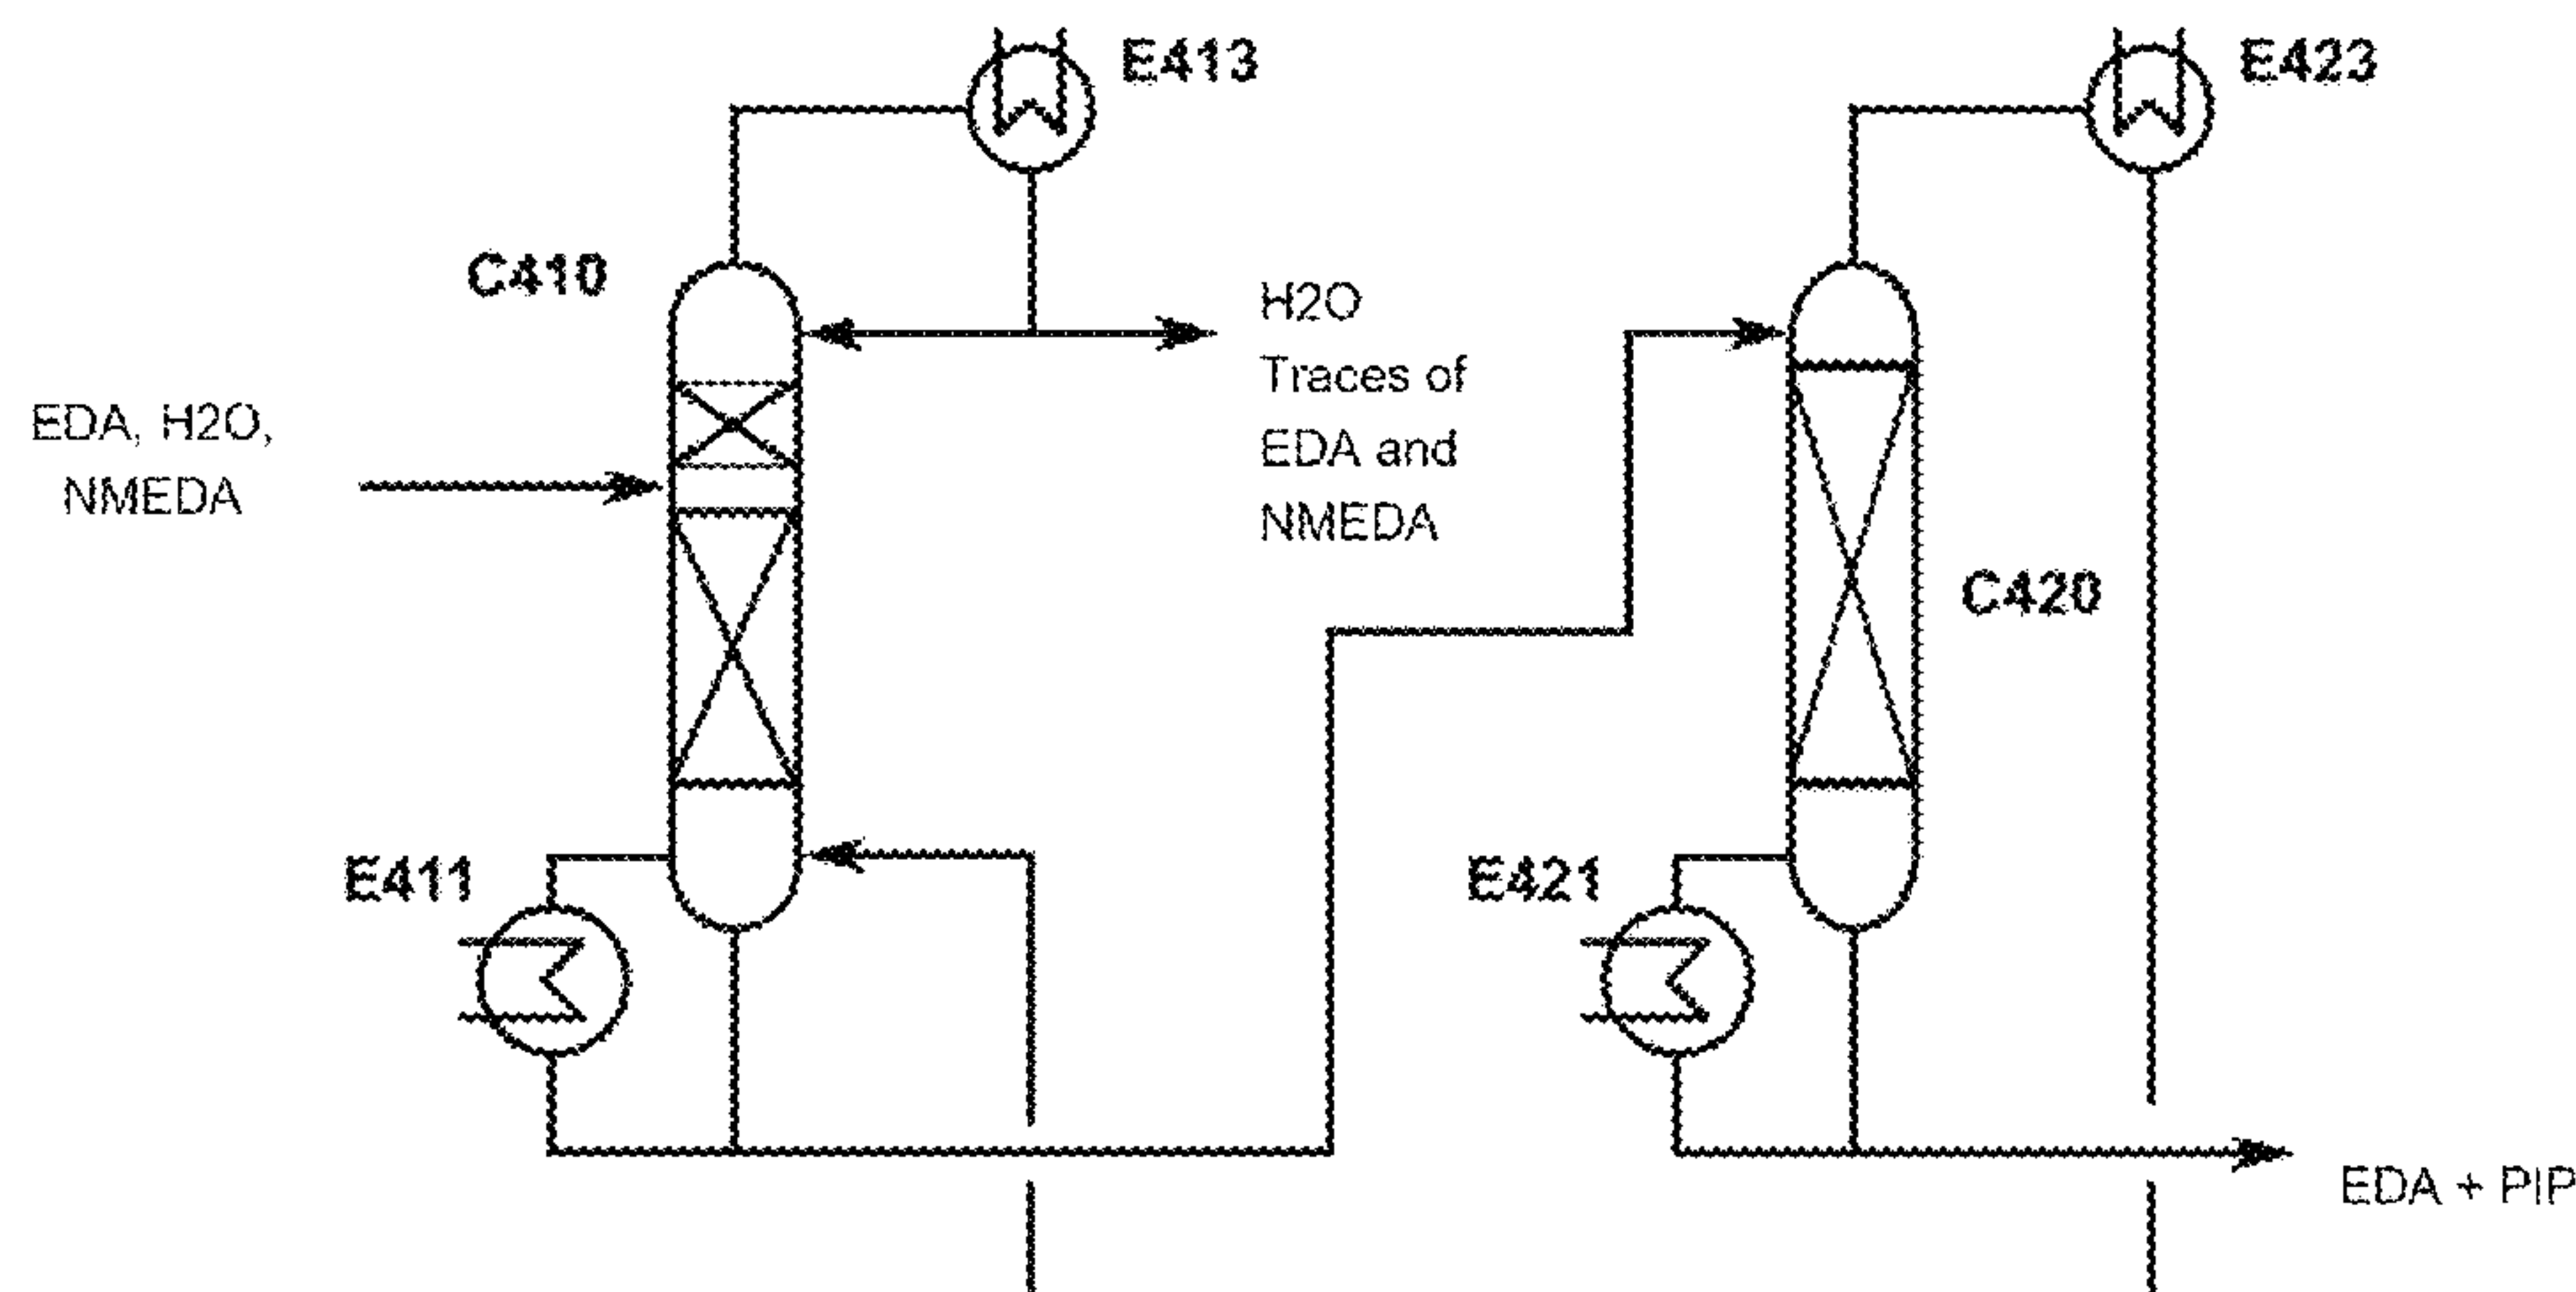 E413
E423
C410
H2O
Traces of
EDA and
NMEDA
EDA, H2O,
NMEDA
C420
E411
E421
EDA + PIP